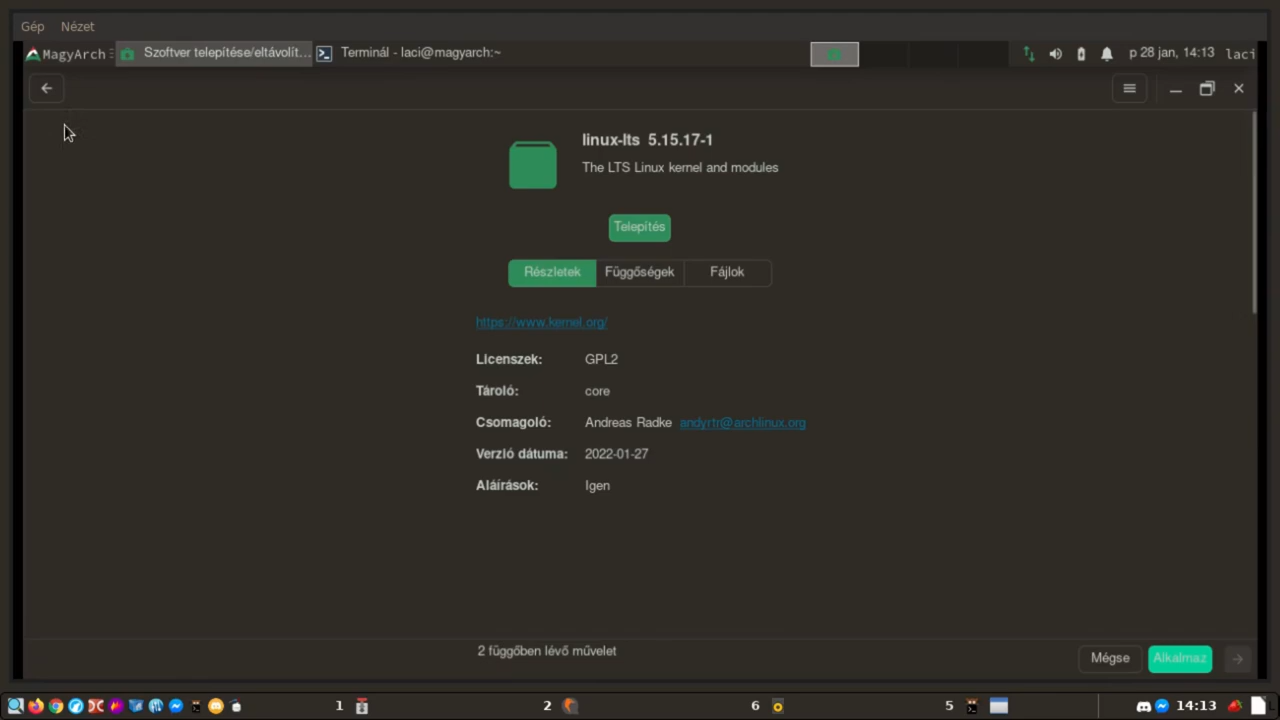 Gép Nézet
MagyArch Szoftver telepítése/eltávolít... Terminál - laci@magyarch:~ p 28 jan, 14:13 laci
linux-lts 5.15.17-1
The LTS Linux kernel and modules
Telepítés
Részletek Függőségek Fájlok
https://www.kernel.org/
Licenszek: GPL2
Tároló: core
Csomagoló: Andreas Radke andyrtr@archlinux.org
Verzió dátuma: 2022-01-27
Aláírások: Igen
2 függőben lévő művelet Mégse Alkalmaz
1 2 6 5 14:13